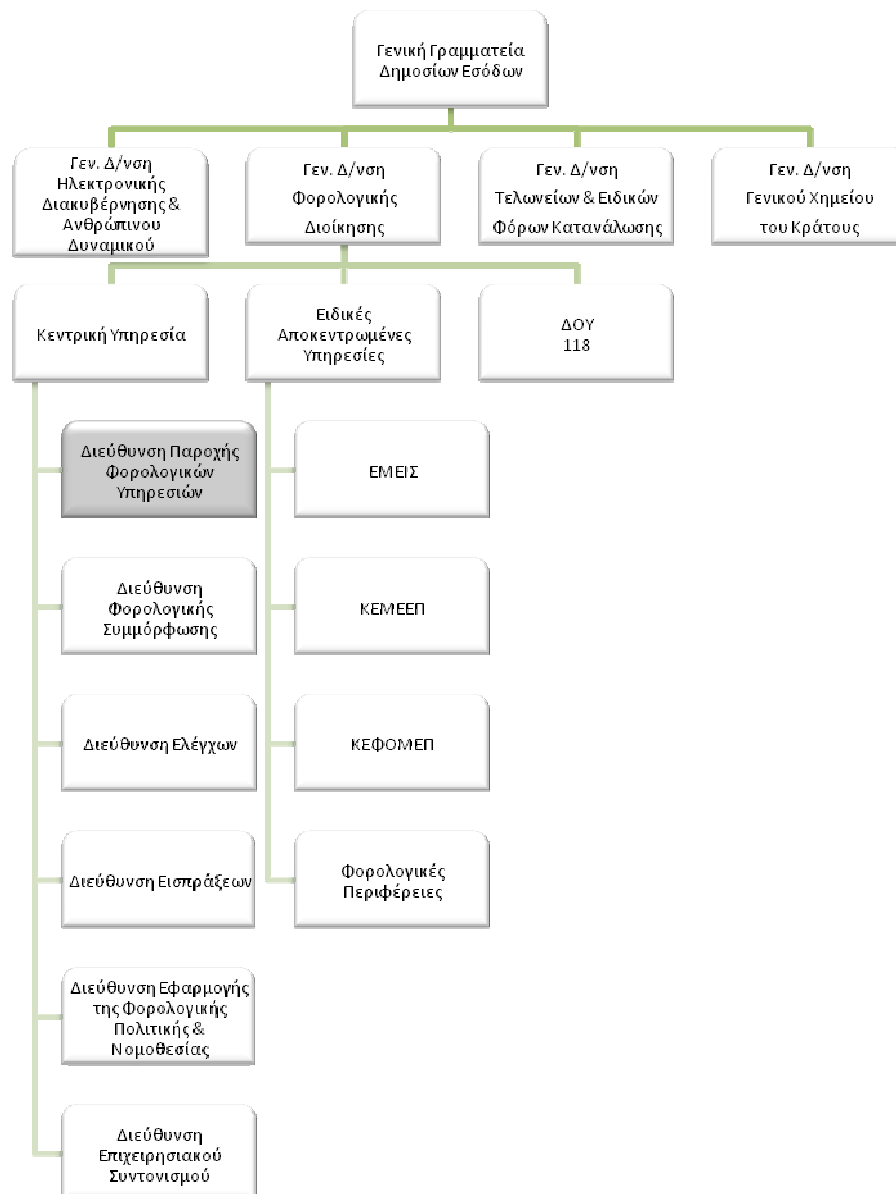 Γενική Γραμματεία
Δημοσίων Εσόδων
Γεν. Δ/νση
Ηλεκτρονικής
Διακυβέρνησης &
Ανθρώπινου
Δυναμικού
Γεν. Δ/νση
Φορολογικής
Διοίκησης
Γεν. Δ/νση
Τελωνείων & Ειδικών
Φόρων Κατανάλωσης
Γεν. Δ/νση
Γενικού Χημείου
του Κράτους
Κεντρική Υπηρεσία
Ειδικές
Αποκεντρωμένες
Υπηρεσίες
ΔΟΥ
118
Διεύθυνση Παροχής
Φορολογικών
Υπηρεσιών
Διεύθυνση
Φορολογικής
Συμμόρφωσης
Διεύθυνση Ελέγχων
Διεύθυνση Εισπράξεων
Διεύθυνση Εφαρμογής
της Φορολογικής
Πολιτικής &
Νομοθεσίας
Διεύθυνση
Επιχειρησιακού
Συντονισμού
ΕΜΕΙΣ
ΚΕΜΕΕΠ
ΚΕΦΟΜΕΠ
Φορολογικές
Περιφέρειες